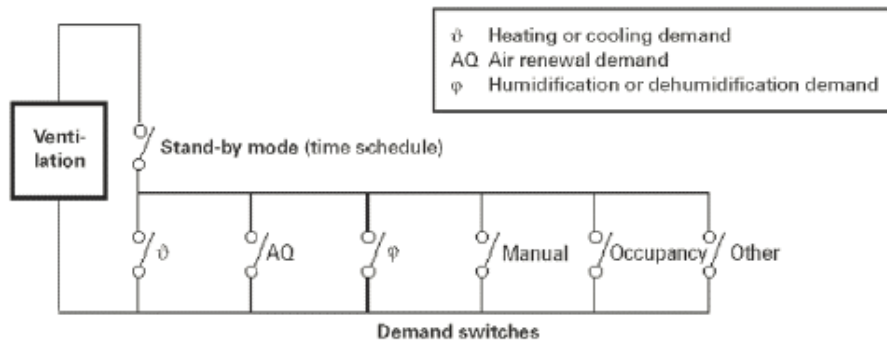 ϑ Heating or cooling demand
AQ Air renewal demand
φ Humidification or dehumidification demand
Venti-
lation
Stand-by mode (time schedule)
ϑ AQ φ Manual Occupancy Other
Demand switches